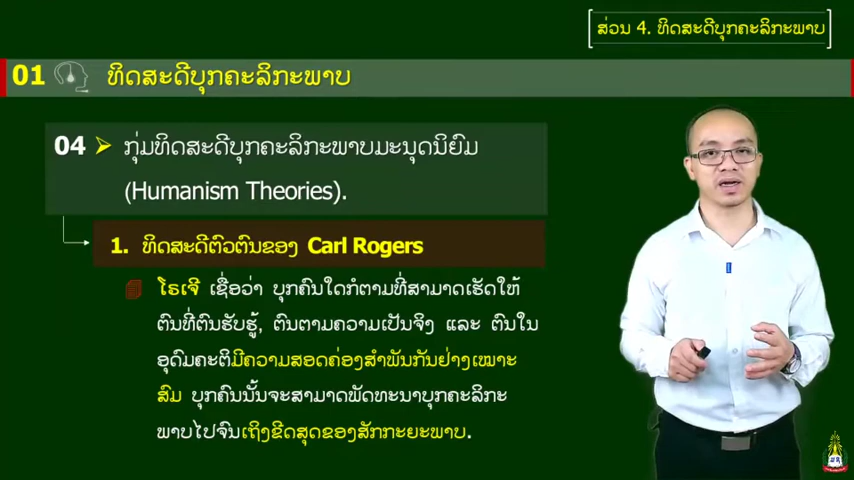 ສ່ວນ 4. ທິດສະດີບຸກຄະລິກະພາບ
01 ທິດສະດີບຸກຄະລິກະພາບ
04 ກຸ່ມທິດສະດີບຸກຄະລິກະພາບມະນຸດນິຍົມ
(Humanism Theories).
1. ທິດສະດີຕົວຕົນຂອງ Carl Rogers
ໂຣເຈີ ເຊື່ອວ່າ ບຸກຄົນໃດກໍຕາມທີ່ສາມາດເຮັດໃຫ້
ຕົນທີ່ຕົນຮັບຮູ້, ຕົນຕາມຄວາມເປັນຈິງ ແລະ ຕົນໃນ
ອຸດົມຄະຕິມີຄວາມສອດຄ່ອງສຳພັນກັນຢ່າງເໝາະ
ສົມ ບຸກຄົນນັ້ນຈະສາມາດພັດທະນາບຸກຄະລິກະ
ພາບໄປຈົນເຖິງຂີດສຸດຂອງສັກກະຍະພາບ.